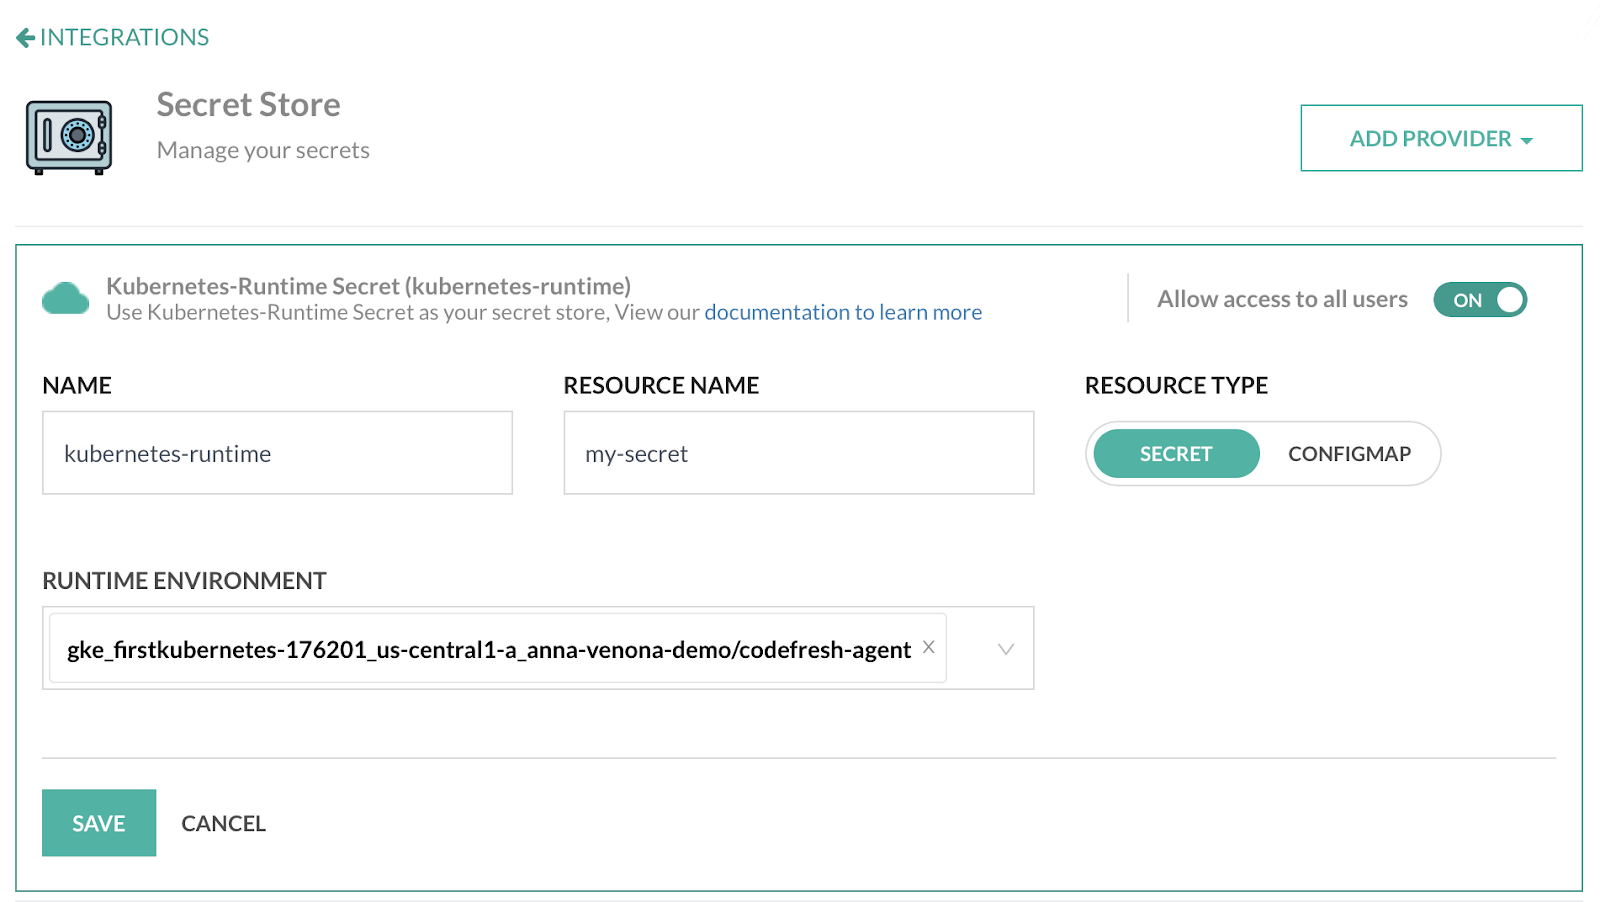 INTEGRATIONS
Secret Store
Manage your secrets
ADD PROVIDER
Kubernetes-Runtime Secret (kubernetes-runtime)
Use Kubernetes-Runtime Secret as your secret store, View our documentation to learn more
Allow access to all users ON
NAME
kubernetes-runtime
RESOURCE NAME
my-secret
RESOURCE TYPE
SECRET CONFIGMAP
RUNTIME ENVIRONMENT
gke_firstkubernetes-176201_us-central1-a_anna-venona-demo/codefresh-agent
SAVE CANCEL